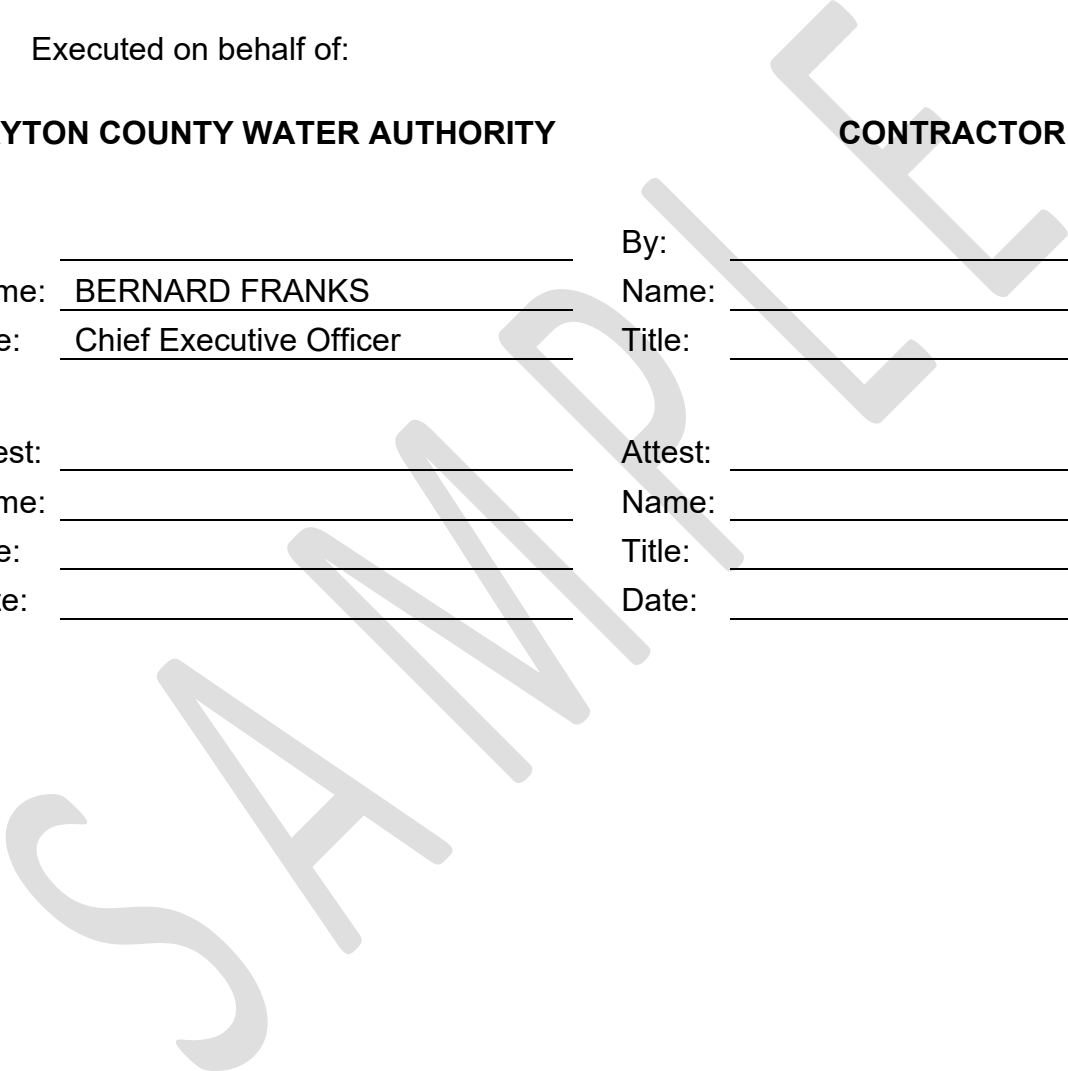 Executed on behalf of:
YTON COUNTY WATER AUTHORITY CONTRACTOR
By:
me: BERNARD FRANKS Name:
e: Chief Executive Officer Title:
est: Attest:
me: Name:
e: Title:
te: Date:
SAMPLE